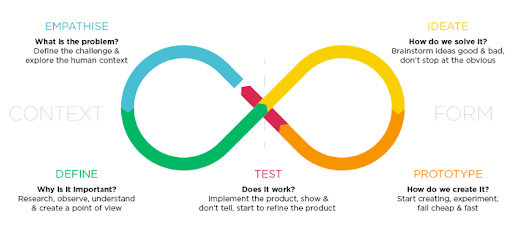 EMPATHISE
What is the problem?
Define the challenge &
explore the human context
IDEATE
How do we solve it?
Brainstorm ideas good & bad,
don't stop at the obvious
CONTEXT
FORM
DEFINE
Why is it Important?
Research, observe, understand
& create a point of view
TEST
Does it work?
Implement the product, show &
don't tell, start to refine the product
PROTOTYPE
How do we create it?
Start creating, experiment,
fail cheap & fast